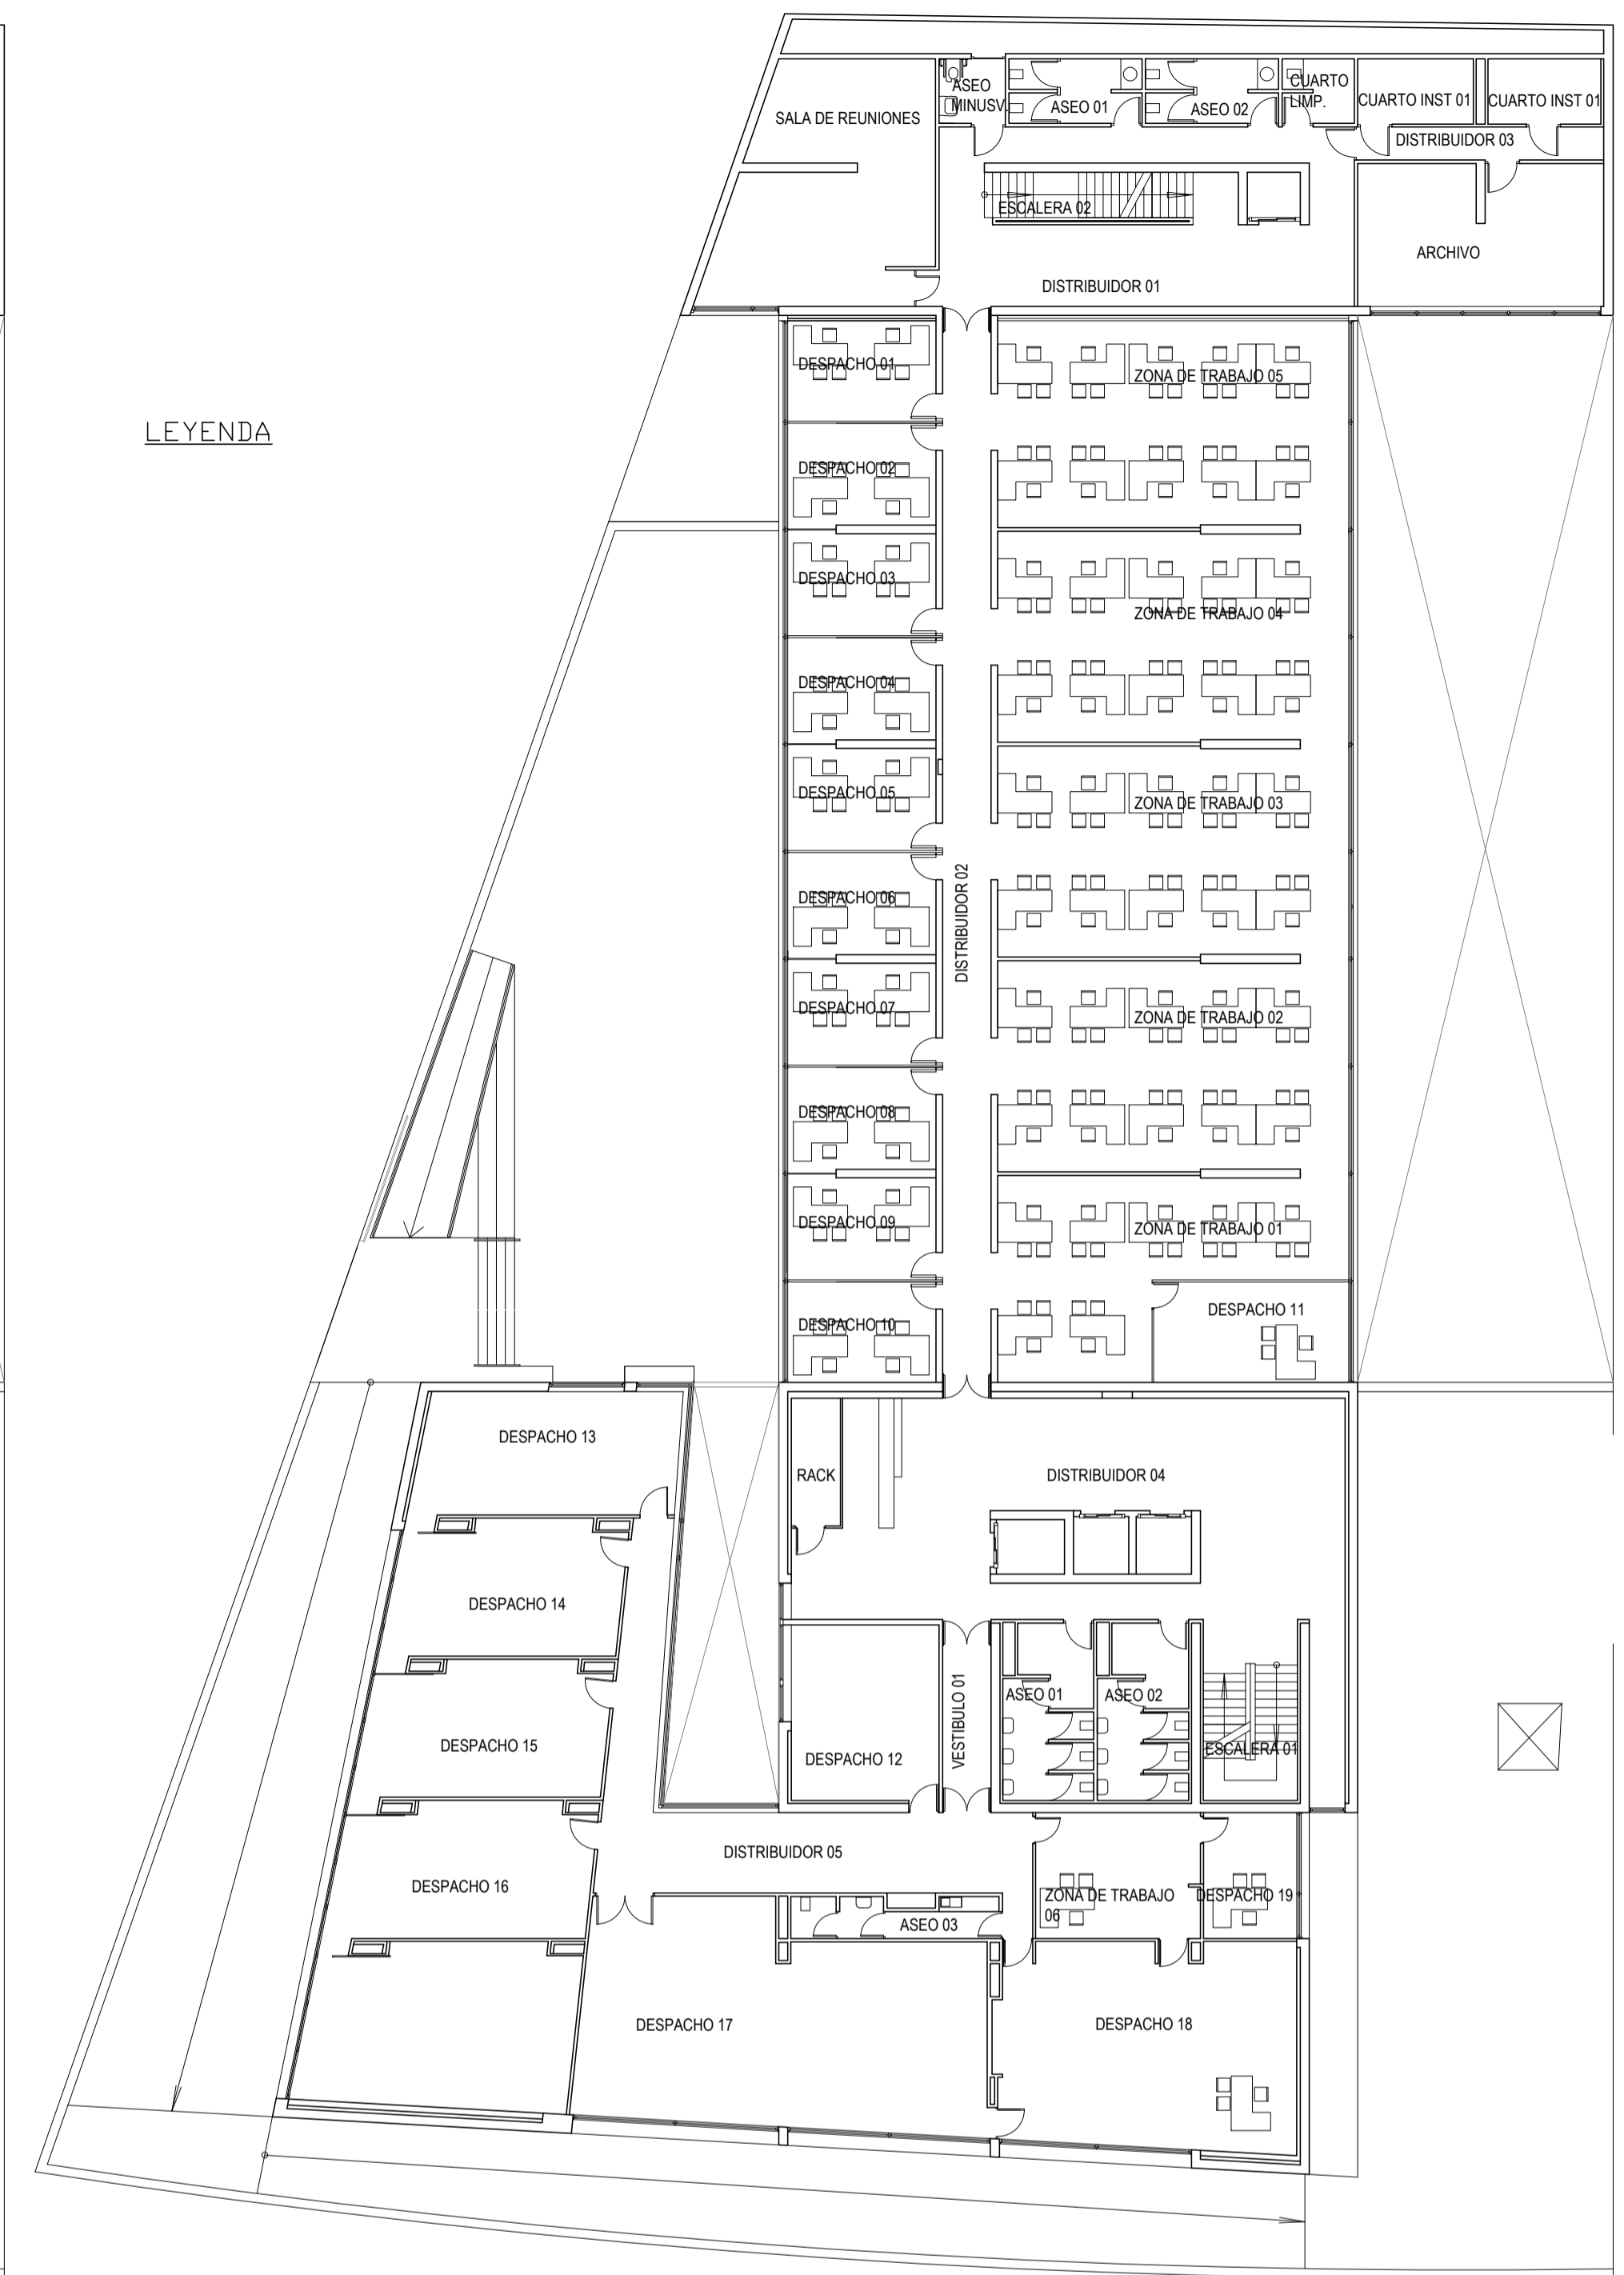 ASEO
MINUSV.
ASEO 01
ASEO 02
CUARTO
LIMP.
CUARTO INST 01
CUARTO INST 01
SALA DE REUNIONES
DISTRIBUIDOR 03
ESCALERA 02
ARCHIVO
DISTRIBUIDOR 01
DESPACHO 01
ZONA DE TRABAJO 05
LEYENDA
DESPACHO 02
DESPACHO 03
ZONA DE TRABAJO 04
DESPACHO 04
DESPACHO 05
ZONA DE TRABAJO 03
DESPACHO 06
DISTRIBUIDOR 02
DESPACHO 07
ZONA DE TRABAJO 02
DESPACHO 08
DESPACHO 09
ZONA DE TRABAJO 01
DESPACHO 10
DESPACHO 11
DESPACHO 13
RACK
DISTRIBUIDOR 04
DESPACHO 14
VESTIBULO 01
ASEO 01
ASEO 02
DESPACHO 15
DESPACHO 12
ESCALERA 01
DISTRIBUIDOR 05
DESPACHO 16
ZONA DE TRABAJO
06
DESPACHO 19
ASEO 03
DESPACHO 17
DESPACHO 18